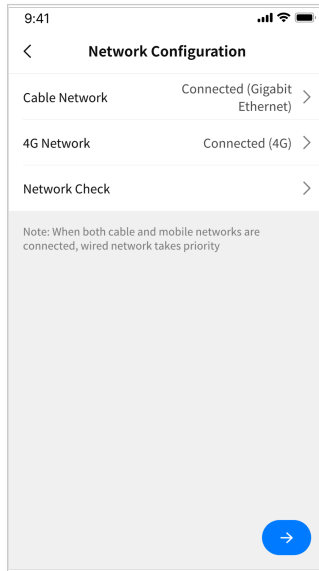 9:41
Network Configuration
Cable Network
Connected (Gigabit
Ethernet)
4G Network
Connected (4G)
Network Check
Note: When both cable and mobile networks are
connected, wired network takes priority